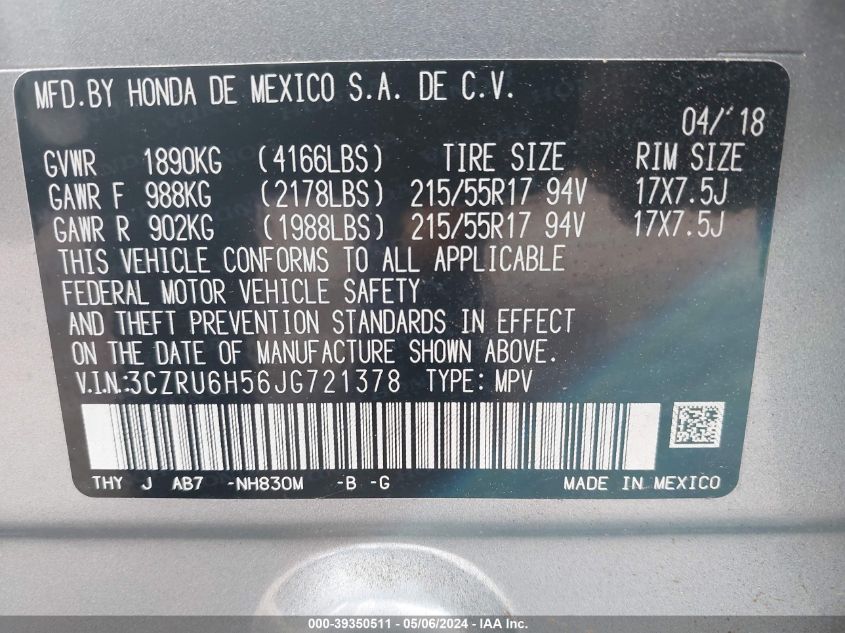 MFD.BY HONDA DE MEXICO S.A. DE C.V.
04/'18
GVWR 1890KG (4166LBS) TIRE SIZE RIM SIZE
GAWR F 988KG (2178LBS) 215/55R17 94V 17X7.5J
GAWR R 902KG (1988LBS) 215/55R17 94V 17X7.5J
THIS VEHICLE CONFORMS TO ALL APPLICABLE
FEDERAL MOTOR VEHICLE SAFETY
AND THEFT PREVENTION STANDARDS IN EFFECT
ON THE DATE OF MANUFACTURE SHOWN ABOVE.
V.I.N.:3CZRU6H56JG721378 TYPE: MPV
THY J AB7 -NH830M -B -G MADE IN MEXICO
000-39350511 - 05/06/2024 - IAA Inc.